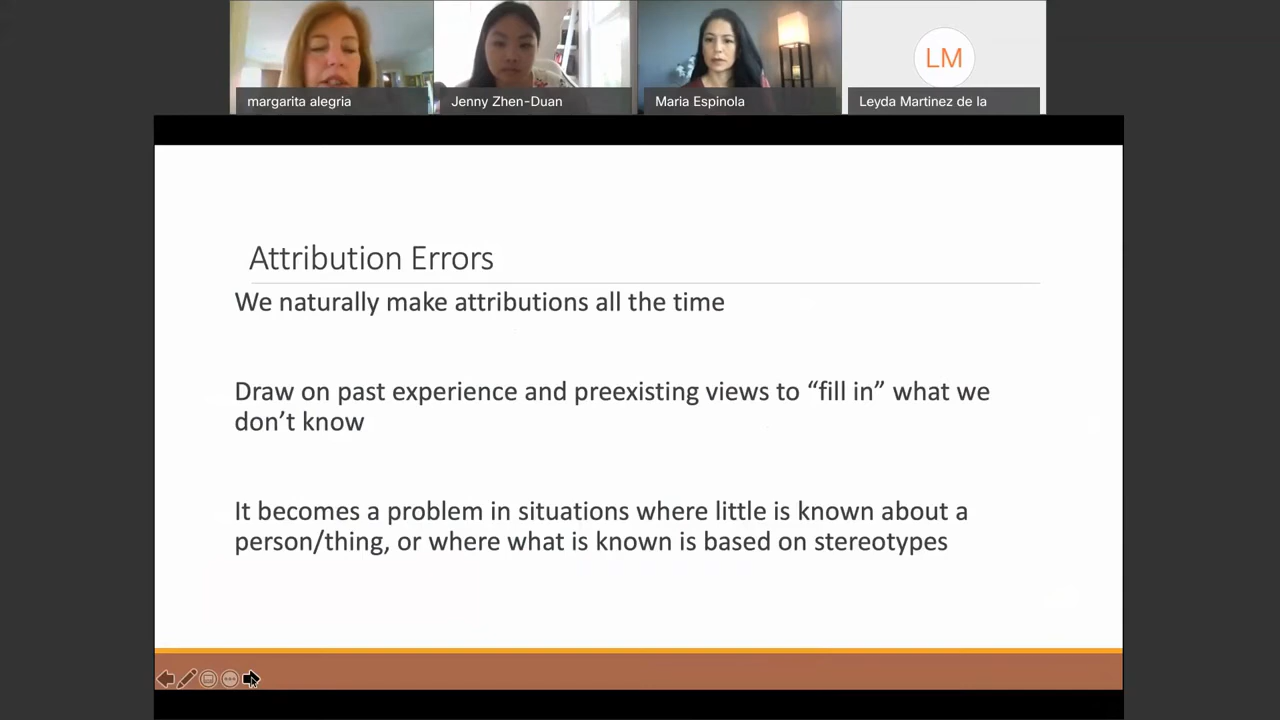 margarita alegria
Jenny Zhen-Duan
Maria Espinola
LM
Leyda Martinez de la
Attribution Errors
We naturally make attributions all the time
Draw on past experience and preexisting views to “fill in” what we
don’t know
It becomes a problem in situations where little is known about a
person/thing, or where what is known is based on stereotypes